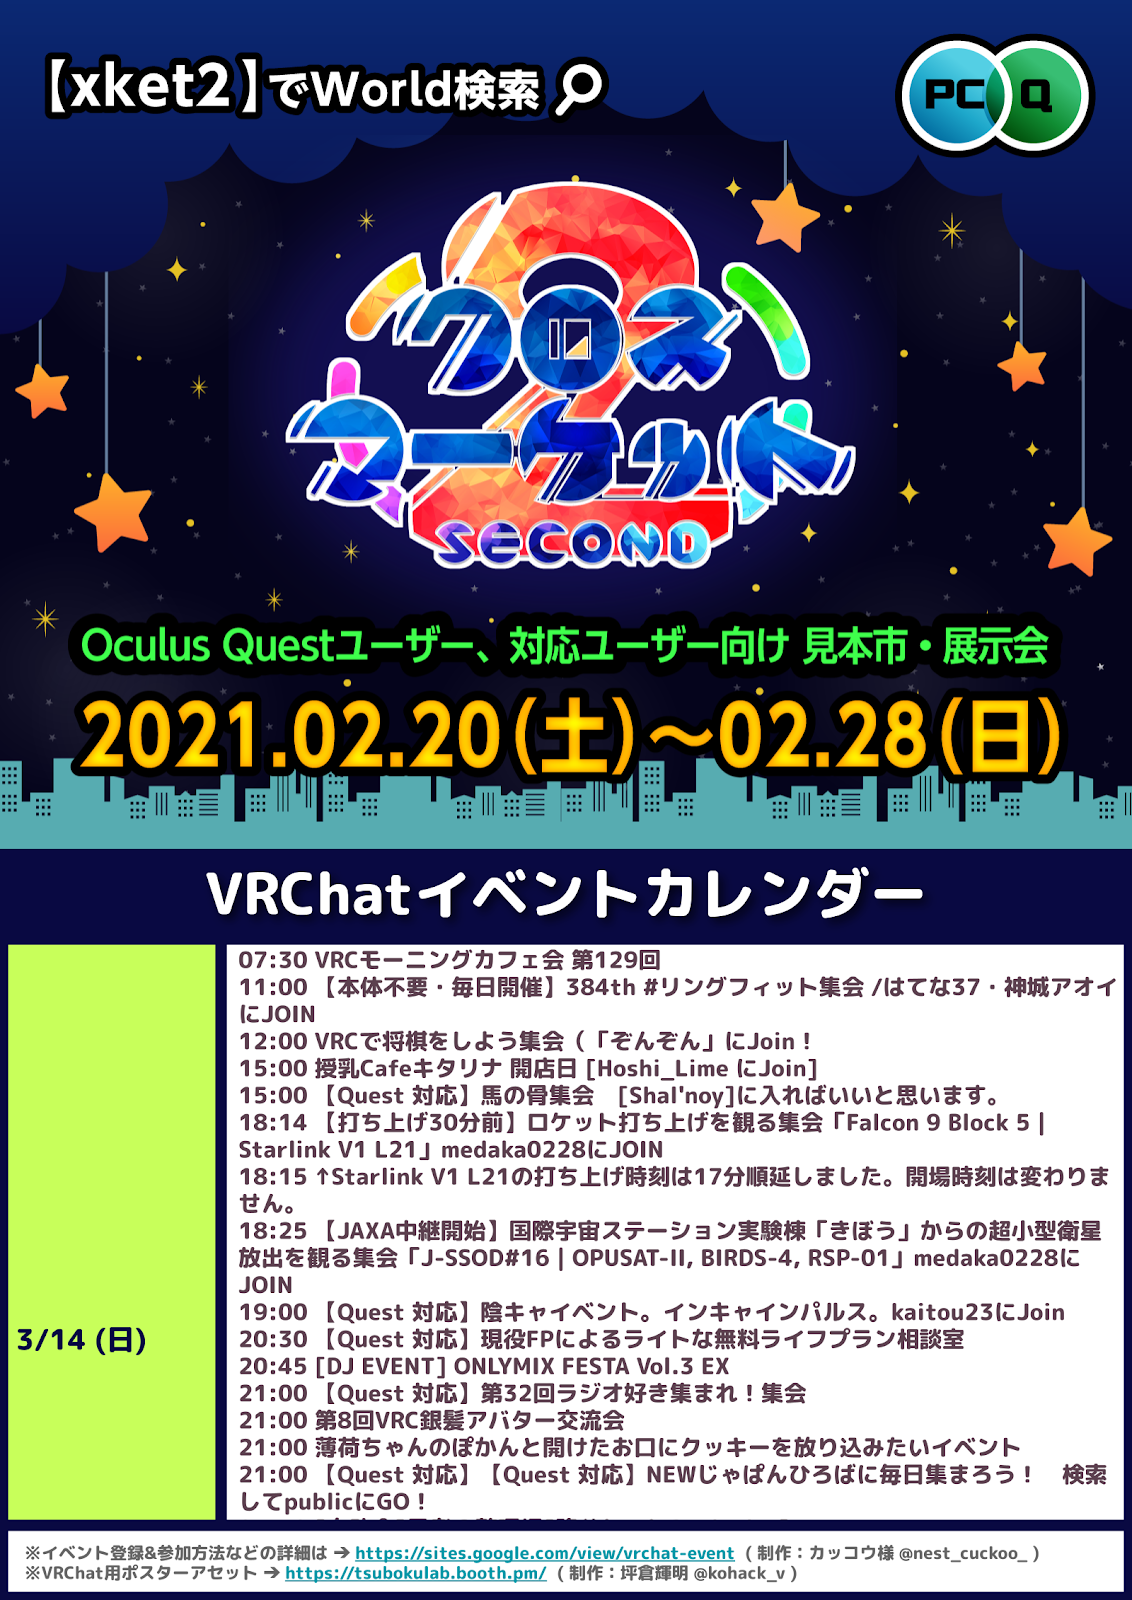 【xket2】でWorld検索
PC Q
2
クロス
マーケット
SECOND
Oculus Questユーザー、対応ユーザー向け 見本市・展示会
2021.02.20(土)～02.28(日)
VRChatイベントカレンダー
3/14 (日)
07:30 VRCモーニングカフェ会 第129回
11:00 【本体不要・毎日開催】384th #リングフィット集会 /はてな37・神城アオイ
にJOIN
12:00 VRCで将棋をしよう集会（「ぞんぞん」にJoin！
15:00 授乳Cafeキタリナ 開店日 [Hoshi_Lime にJoin]
15:00 【Quest 対応】馬の骨集会　[Shal'noy]に入ればいいと思います。
18:14 【打ち上げ30分前】ロケット打ち上げを観る集会「Falcon 9 Block 5 |
Starlink V1 L21」medaka0228にJOIN
18:15 ↑Starlink V1 L21の打ち上げ時刻は17分順延しました。開場時刻は変わりま
せん。
18:25 【JAXA中継開始】国際宇宙ステーション実験棟「きぼう」からの超小型衛星
放出を観る集会「J-SSOD#16 | OPUSAT-II, BIRDS-4, RSP-01」medaka0228に
JOIN
19:00 【Quest 対応】陰キャイベント。インキャインパルス。kaitou23にJoin
20:30 【Quest 対応】現役FPによるライトな無料ライフプラン相談室
20:45 [DJ EVENT] ONLYMIX FESTA Vol.3 EX
21:00 【Quest 対応】第32回ラジオ好き集まれ！集会
21:00 第8回VRC銀髪アバター交流会
21:00 薄荷ちゃんのぽかんと開けたお口にクッキーを放り込みたいイベント
21:00 【Quest 対応】【Quest 対応】NEWじゃぱんひろばに毎日集まろう！　検索
してpublicにGO！
※イベント登録&参加方法などの詳細は ➔ https://sites.google.com/view/vrchat-event（制作：カッコウ様 @nest_cuckoo_）
※VRChat用ポスターアセット ➔ https://tsubokulab.booth.pm/（制作：坪倉輝明 @kohack_v）